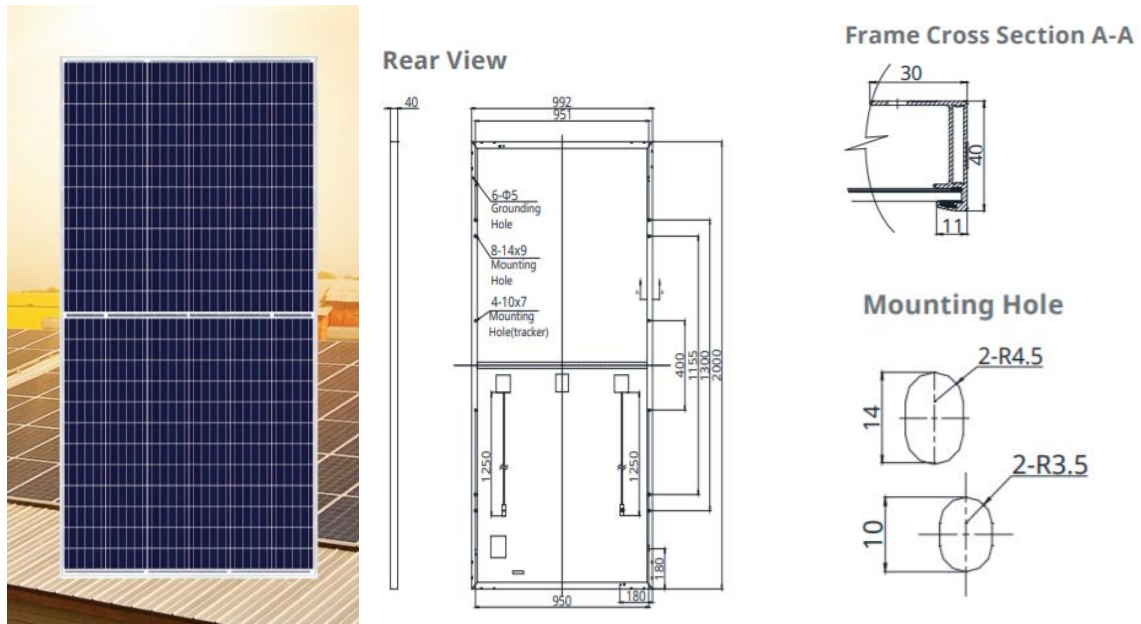 Rear View
40
992
951
6-Φ5
Grounding
Hole
8-14x9
Mounting
Hole
4-10x7
Mounting
Hole(tracker)
A
A
400
1155
1300
2000
1250
1250
180
180
950
Frame Cross Section A-A
30
40
11
Mounting Hole
2-R4.5
14
2-R3.5
10